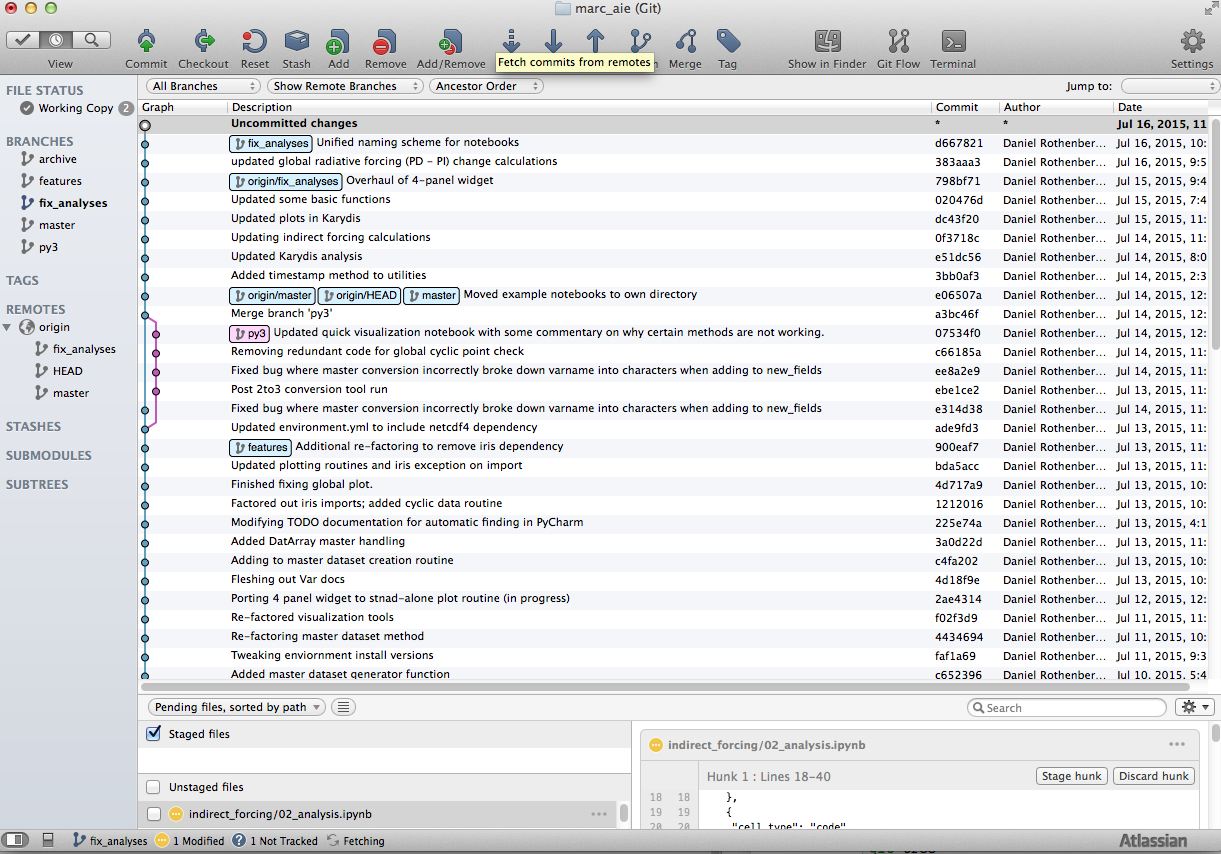 marc_aie (Git)
View Commit Checkout Reset Stash Add Remove Add/Remove Merge Tag Show in Finder Git Flow Terminal Settings
Fetch commits from remotes
All Branches Show Remote Branches Ancestor Order Jump to:
FILE STATUS
Working Copy 2
BRANCHES
archive
features
fix_analyses
master
py3
TAGS
REMOTES
origin
fix_analyses
HEAD
master
STASHES
SUBMODULES
SUBTREES
Graph Description Commit Author Date
Uncommitted changes * * Jul 16, 2015, 11
fix_analyses Unified naming scheme for notebooks d667821 Daniel Rothenber... Jul 16, 2015, 10:
updated global radiative forcing (PD - PI) change calculations 383aaa3 Daniel Rothenber... Jul 16, 2015, 9:5
origin/fix_analyses Overhaul of 4-panel widget 798bf71 Daniel Rothenber... Jul 15, 2015, 9:4
Updated some basic functions 020476d Daniel Rothenber... Jul 15, 2015, 7:4
Updated plots in Karydis dc43f20 Daniel Rothenber... Jul 15, 2015, 11:
Updating indirect forcing calculations 0f3718c Daniel Rothenber... Jul 14, 2015, 11:
Updated Karydis analysis e51dc56 Daniel Rothenber... Jul 14, 2015, 8:0
Added timestamp method to utilities 3bb0af3 Daniel Rothenber... Jul 14, 2015, 2:3
origin/master origin/HEAD master Moved example notebooks to own directory e06507a Daniel Rothenber... Jul 14, 2015, 12:
Merge branch 'py3' a3bc46f Daniel Rothenber... Jul 14, 2015, 12:
py3 Updated quick visualization notebook with some commentary on why certain methods are not working. 07534f0 Daniel Rothenber... Jul 14, 2015, 12:
Removing redundant code for global cyclic point check c66185a Daniel Rothenber... Jul 14, 2015, 11:
Fixed bug where master conversion incorrectly broke down varname into characters when adding to new_fields ee8a2e9 Daniel Rothenber... Jul 14, 2015, 11:
Post 2to3 conversion tool run ebe1ce2 Daniel Rothenber... Jul 13, 2015, 11:
Fixed bug where master conversion incorrectly broke down varname into characters when adding to new_fields e314d38 Daniel Rothenber... Jul 14, 2015, 11:
Updated environment.yml to include netcdf4 dependency ade9fd3 Daniel Rothenber... Jul 13, 2015, 11:
features Additional re-factoring to remove iris dependency 900eaf7 Daniel Rothenber... Jul 13, 2015, 11:
Updated plotting routines and iris exception on import bda5acc Daniel Rothenber... Jul 13, 2015, 11:
Finished fixing global plot. 4d717a9 Daniel Rothenber... Jul 13, 2015, 10:
Factored out iris imports; added cyclic data routine 1212016 Daniel Rothenber... Jul 13, 2015, 10:
Modifying TODO documentation for automatic finding in PyCharm 225e74a Daniel Rothenber... Jul 13, 2015, 4:1
Added DatArray master handling 3a0d22d Daniel Rothenber... Jul 13, 2015, 11:
Adding to master dataset creation routine c4fa202 Daniel Rothenber... Jul 13, 2015, 10:
Fleshing out Var docs 4d18f9e Daniel Rothenber... Jul 13, 2015, 10:
Porting 4 panel widget to stnad-alone plot routine (in progress) 2ae4314 Daniel Rothenber... Jul 12, 2015, 12:
Re-factored visualization tools f02f3d9 Daniel Rothenber... Jul 11, 2015, 11:
Re-factoring master dataset method 4434694 Daniel Rothenber... Jul 11, 2015, 10:
Tweaking enviornment install versions faf1a69 Daniel Rothenber... Jul 11, 2015, 9:3
Added master dataset generator function c652396 Daniel Rothenber... Jul 10, 2015, 5:4
Pending files, sorted by path Search
Staged files
Unstaged files
indirect_forcing/02_analysis.ipynb
indirect_forcing/02_analysis.ipynb
Hunk 1 : Lines 18-40 Stage hunk Discard hunk
18 18 },
19 19 {
20 20 "cell_type": "code"
fix_analyses 1 Modified ? 1 Not Tracked Fetching Atlassian